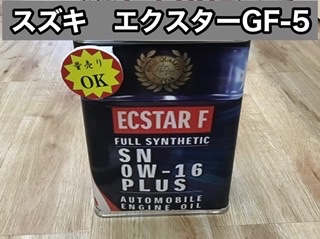 スズキ　エクスターGF-5
量売り
OK
ECSTAR F
FULL SYNTHETIC
SN
0W-16
PLUS
AUTOMOBILE
ENGINE OIL